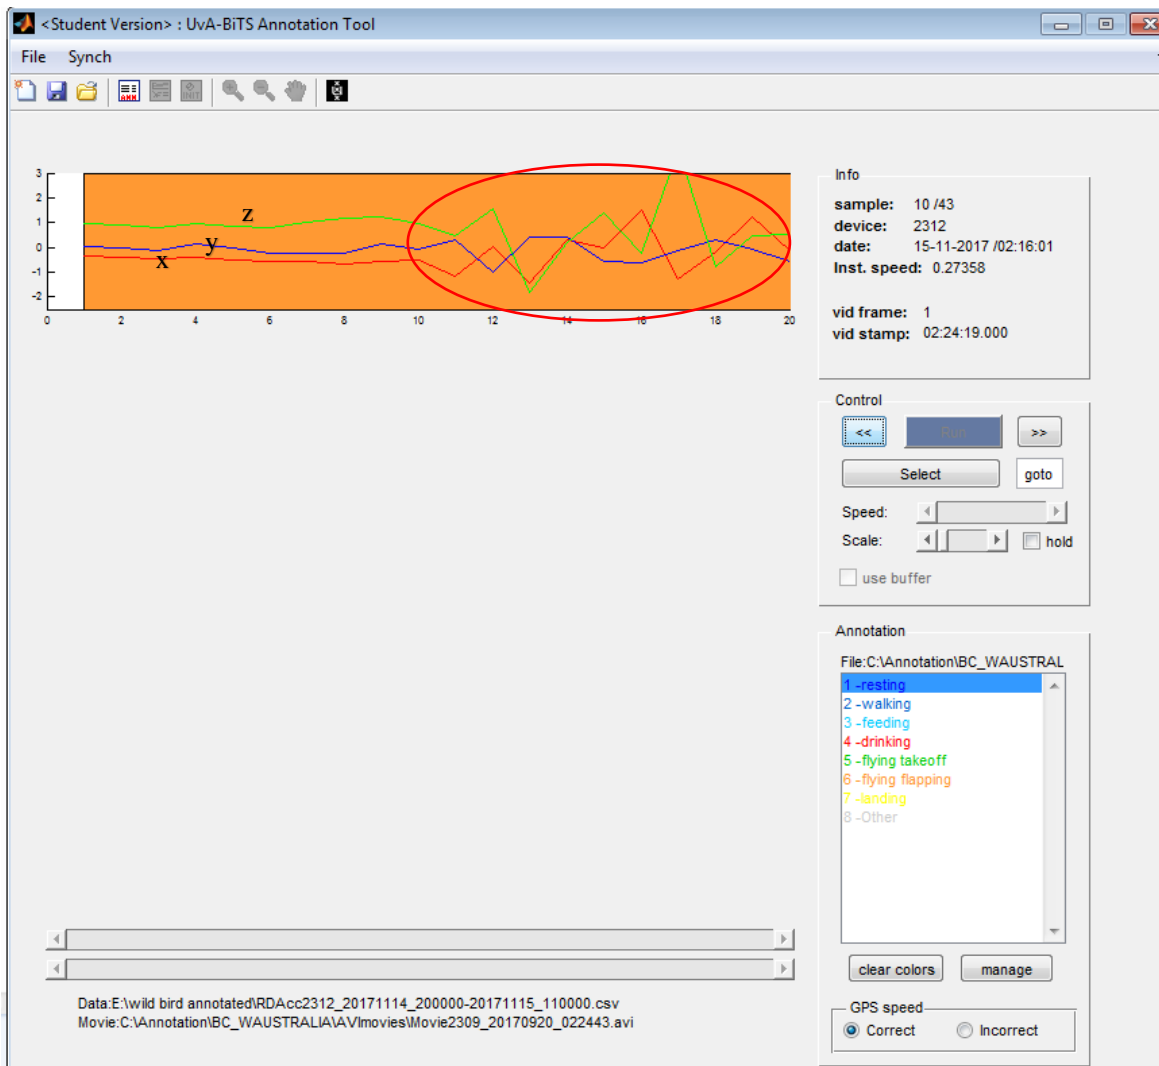 <Student Version> : UvA-BiTS Annotation Tool
File Synch
3
2
1
0
-1
-2
z
y
x
0 2 4 6 8 10 12 14 16 18 20
Info
sample: 10 /43
device: 2312
date: 15-11-2017 /02:16:01
Inst. speed: 0.27358
vid frame: 1
vid stamp: 02:24:19.000
Control
<< Run >>
Select goto
Speed:
Scale: hold
use buffer
Annotation
File:C:\Annotation\BC_WAUSTRAL
1 -resting
2 -walking
3 -feeding
4 -drinking
5 -flying takeoff
6 -flying flapping
7 -landing
8 -Other
clear colors manage
GPS speed
Correct Incorrect
Data:E:\wild bird annotated\RDAcc2312_20171114_200000-20171115_110000.csv
Movie:C:\Annotation\BC_WAUSTRALIA\AVImovies\Movie2309_20170920_022443.avi